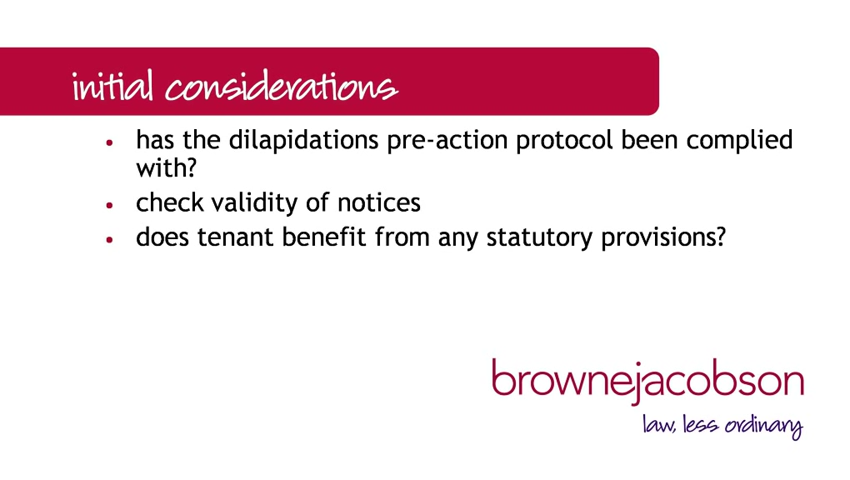 initial considerations
has the dilapidations pre-action protocol been complied
with?
check validity of notices
does tenant benefit from any statutory provisions?
brownejacobson
law, less ordinary